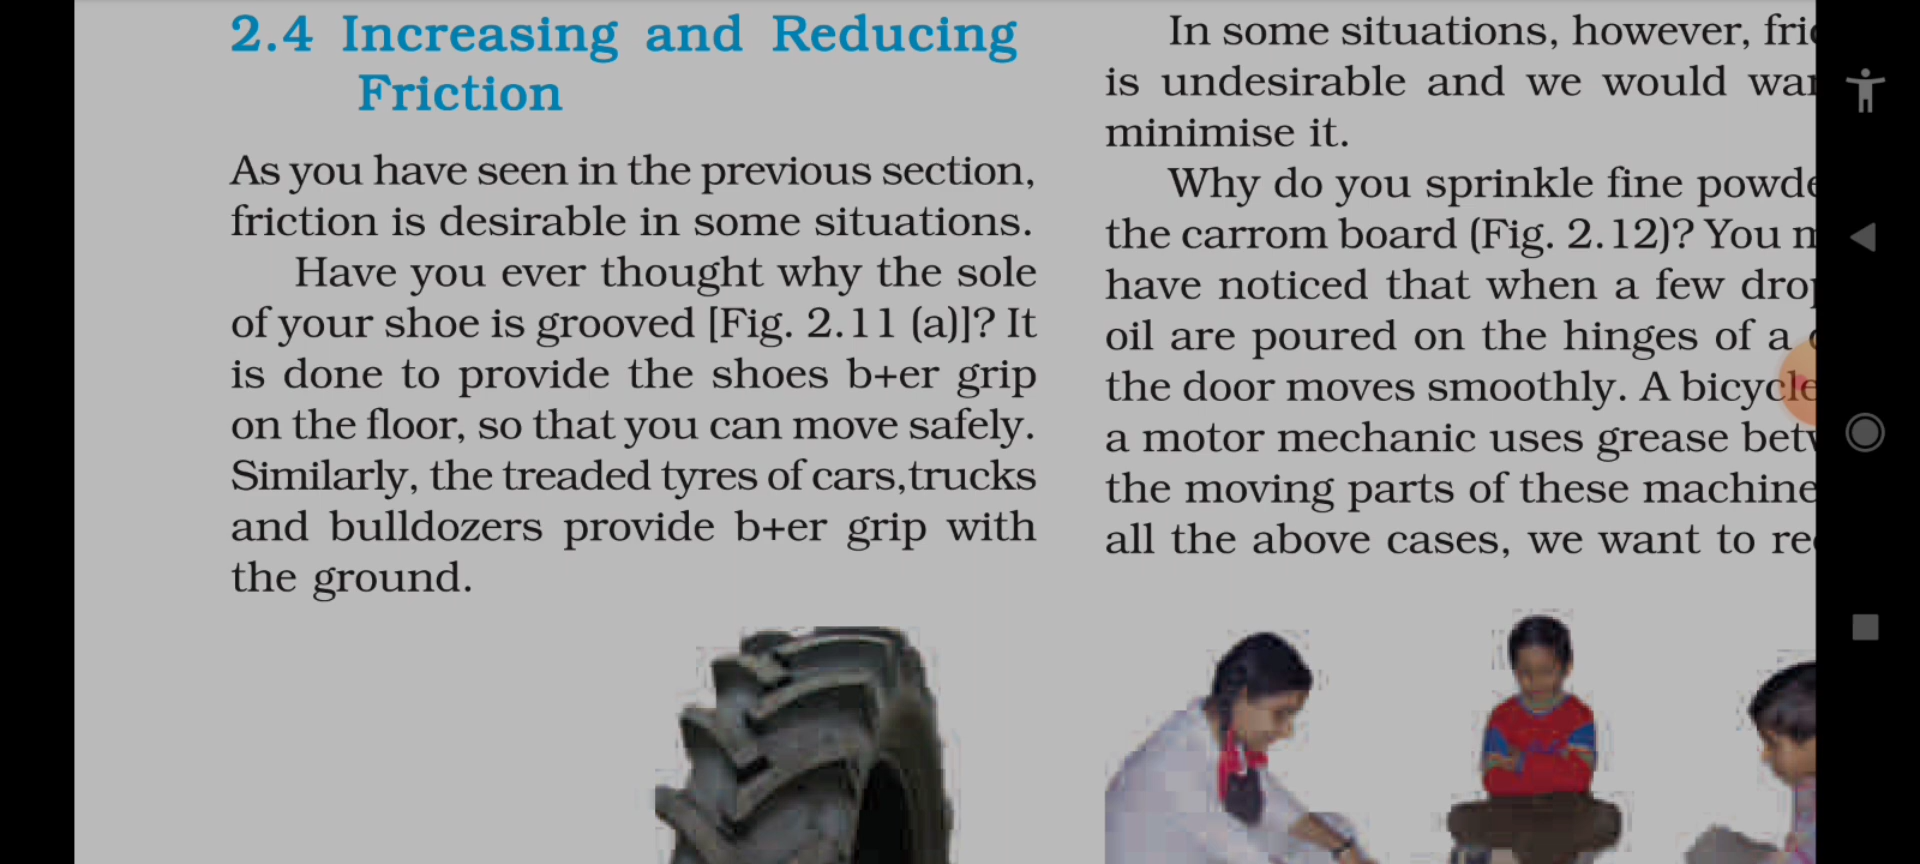 2.4 Increasing and Reducing
Friction
As you have seen in the previous section,
friction is desirable in some situations.
Have you ever thought why the sole
of your shoe is grooved [Fig. 2.11 (a)]? It
is done to provide the shoes b+er grip
on the floor, so that you can move safely.
Similarly, the treaded tyres of cars,trucks
and bulldozers provide b+er grip with
the ground.
In some situations, however,
is undesirable and we would
minimise it.
Why do you sprinkle fine
the carrom board (Fig. 2.12)? You
have noticed that when a few
oil are poured on the hinges of a
the door moves smoothly. A bicycle
a motor mechanic uses grease
the moving parts of these machine
all the above cases, we want to